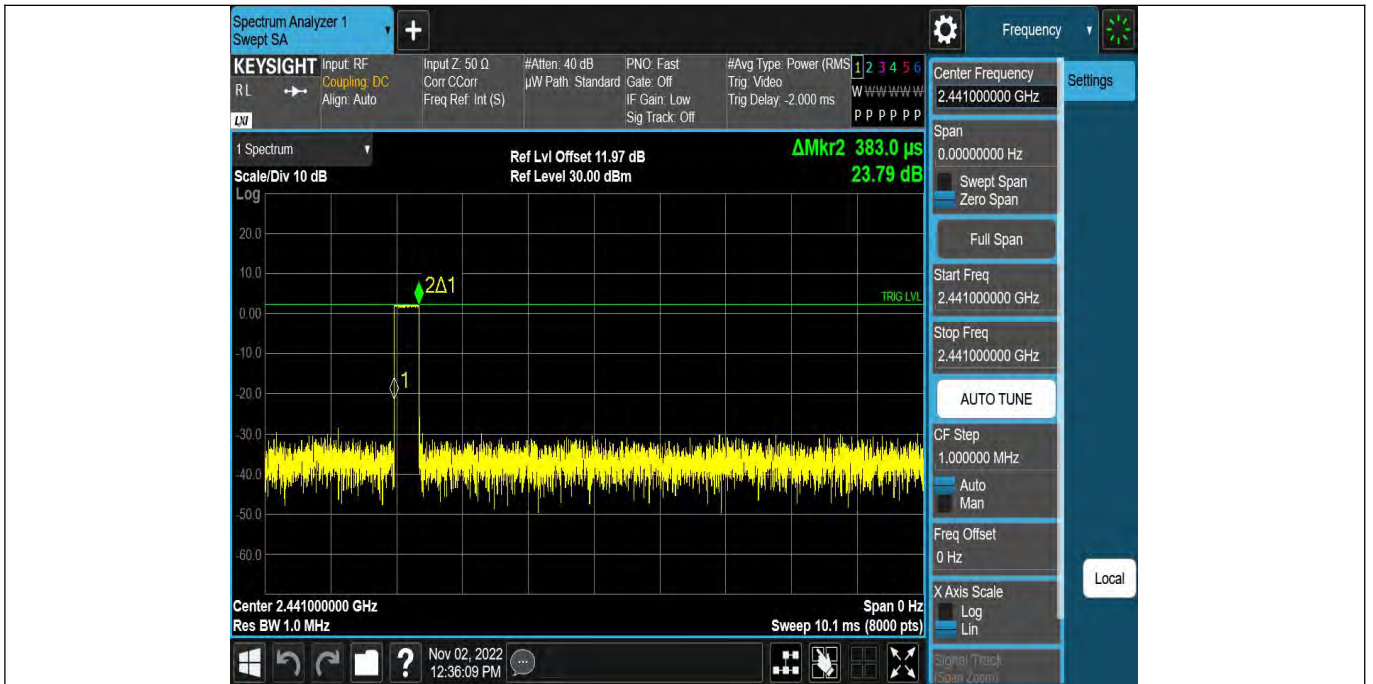 Spectrum Analyzer 1
Swept SA
+
Frequency
KEYSIGHT
RL
LXI
Input: RF
Coupling: DC
Align: Auto
Input Z: 50 Ω
Corr CCorr
Freq Ref: Int (S)
#Atten: 40 dB
µW Path: Standard
PNO: Fast
Gate: Off
IF Gain: Low
Sig Track: Off
#Avg Type: Power (RMS
Trig: Video
Trig Delay: -2.000 ms
1 2 3 4 5 6
W W W W W W
P P P P P P
1 Spectrum
Scale/Div 10 dB
Ref Lvl Offset 11.97 dB
Ref Level 30.00 dBm
ΔMkr2 383.0 µs
23.79 dB
Log
20.0
10.0
0.00
-10.0
-20.0
-30.0
-40.0
-50.0
-60.0
2Δ1
1
TRIG LVL
Center 2.441000000 GHz
Res BW 1.0 MHz
Span 0 Hz
Sweep 10.1 ms (8000 pts)
Center Frequency
2.441000000 GHz
Settings
Span
0.00000000 Hz
Swept Span
Zero Span
Full Span
Start Freq
2.441000000 GHz
Stop Freq
2.441000000 GHz
AUTO TUNE
CF Step
1.000000 MHz
Auto
Man
Freq Offset
0 Hz
X Axis Scale
Log
Lin
Signal Track
(Span Zoom)
Local
?
Nov 02, 2022
12:36:09 PM